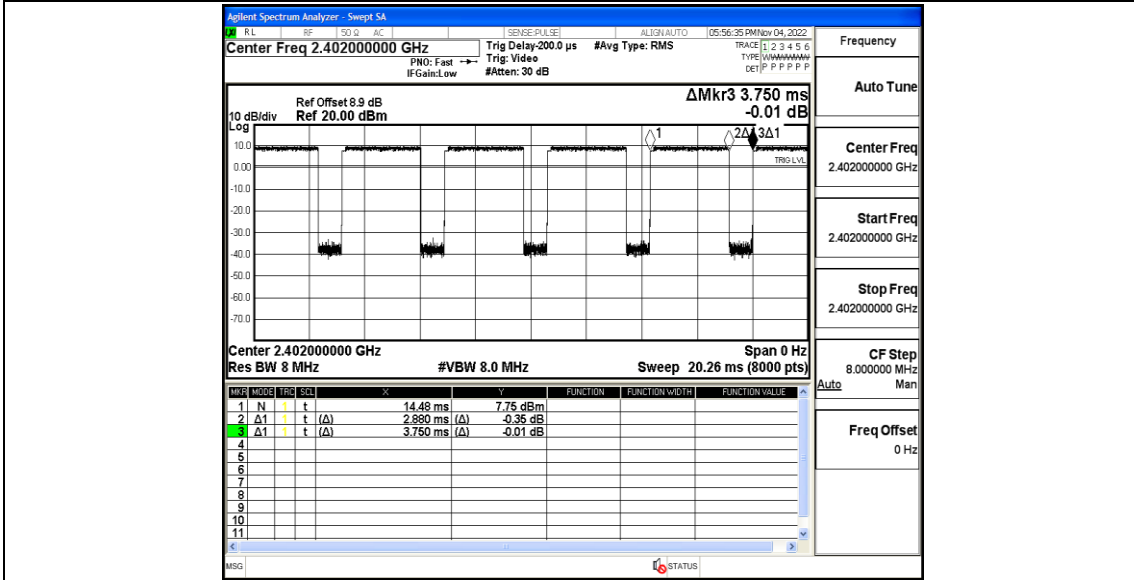 Agilent Spectrum Analyzer - Swept SA
RL RF 50 Ω AC SENSE:PULSE ALIGN AUTO 05:56:35 PM Nov 04, 2022
Center Freq 2.402000000 GHz
PNO: Fast
IFGain:Low
Trig Delay-200.0 µs
Trig: Video
#Atten: 30 dB
#Avg Type: RMS
TRACE 1 2 3 4 5 6
TYPE WWWWWW
DET P P P P P P
ΔMkr3 3.750 ms
-0.01 dB
Ref Offset 8.9 dB
10 dB/div Ref 20.00 dBm
Log
10.0
0.00
-10.0
-20.0
-30.0
-40.0
-50.0
-60.0
-70.0
1
2Δ1
3Δ1
TRIG LVL
Center 2.402000000 GHz Span 0 Hz
Res BW 8 MHz #VBW 8.0 MHz Sweep 20.26 ms (8000 pts)
MKR MODE TRC SCL X Y FUNCTION FUNCTION WIDTH FUNCTION VALUE
1 N 1 t 14.48 ms 7.75 dBm
2 Δ1 1 t (Δ) 2.880 ms (Δ) -0.35 dB
3 Δ1 1 t (Δ) 3.750 ms (Δ) -0.01 dB
4
5
6
7
8
9
10
11
MSG STATUS
Frequency
Auto Tune
Center Freq
2.402000000 GHz
Start Freq
2.402000000 GHz
Stop Freq
2.402000000 GHz
CF Step
8.000000 MHz
Auto Man
Freq Offset
0 Hz